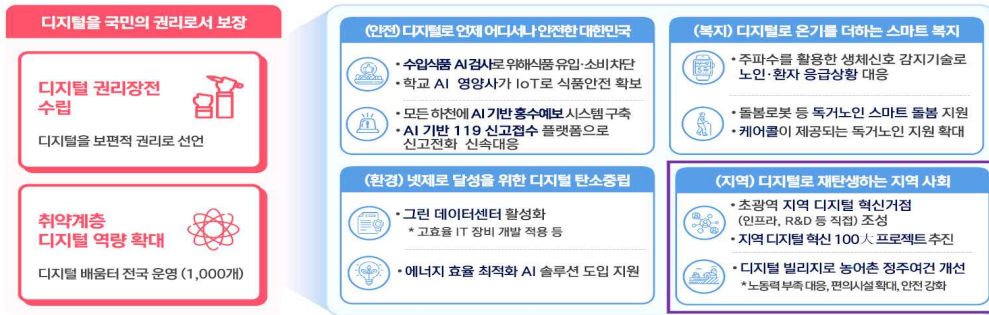 디지털을 국민의 권리로서 보장
디지털 권리장전
수립
디지털을 보편적 권리로 선언
취약계층
디지털 역량 확대
디지털 배움터 전국 운영 (1,000개)
(안전) 디지털로 언제 어디서나 안전한 대한민국
• 수입식품 AI 검사로 위해식품 유입·소비 차단
• 학교 AI 영양사가 IoT로 식품안전 확보
• 모든 하천에 AI 기반 홍수예보 시스템 구축
• AI 기반 119 신고접수 플랫폼으로
신고전화 신속대응
(복지) 디지털로 온기를 더하는 스마트 복지
• 주파수를 활용한 생체신호 감지기술로
노인·환자 응급상황 대응
• 돌봄로봇 등 독거노인 스마트 돌봄 지원
• 케어콜이 제공되는 독거노인 지원 확대
(환경) 넷제로 달성을 위한 디지털 탄소중립
• 그린 데이터센터 활성화
* 고효율 IT 장비 개발 적용 등
• 에너지 효율 최적화 AI 솔루션 도입 지원
(지역) 디지털로 재탄생하는 지역 사회
• 초광역 지역 디지털 혁신거점
(인프라, R&D 등 직접) 조성
• 지역 디지털 혁신 100大 프로젝트 추진
• 디지털 빌리지로 농어촌 정주여건 개선
* 노동력 부족 대응, 편의시설 확대, 안전 강화